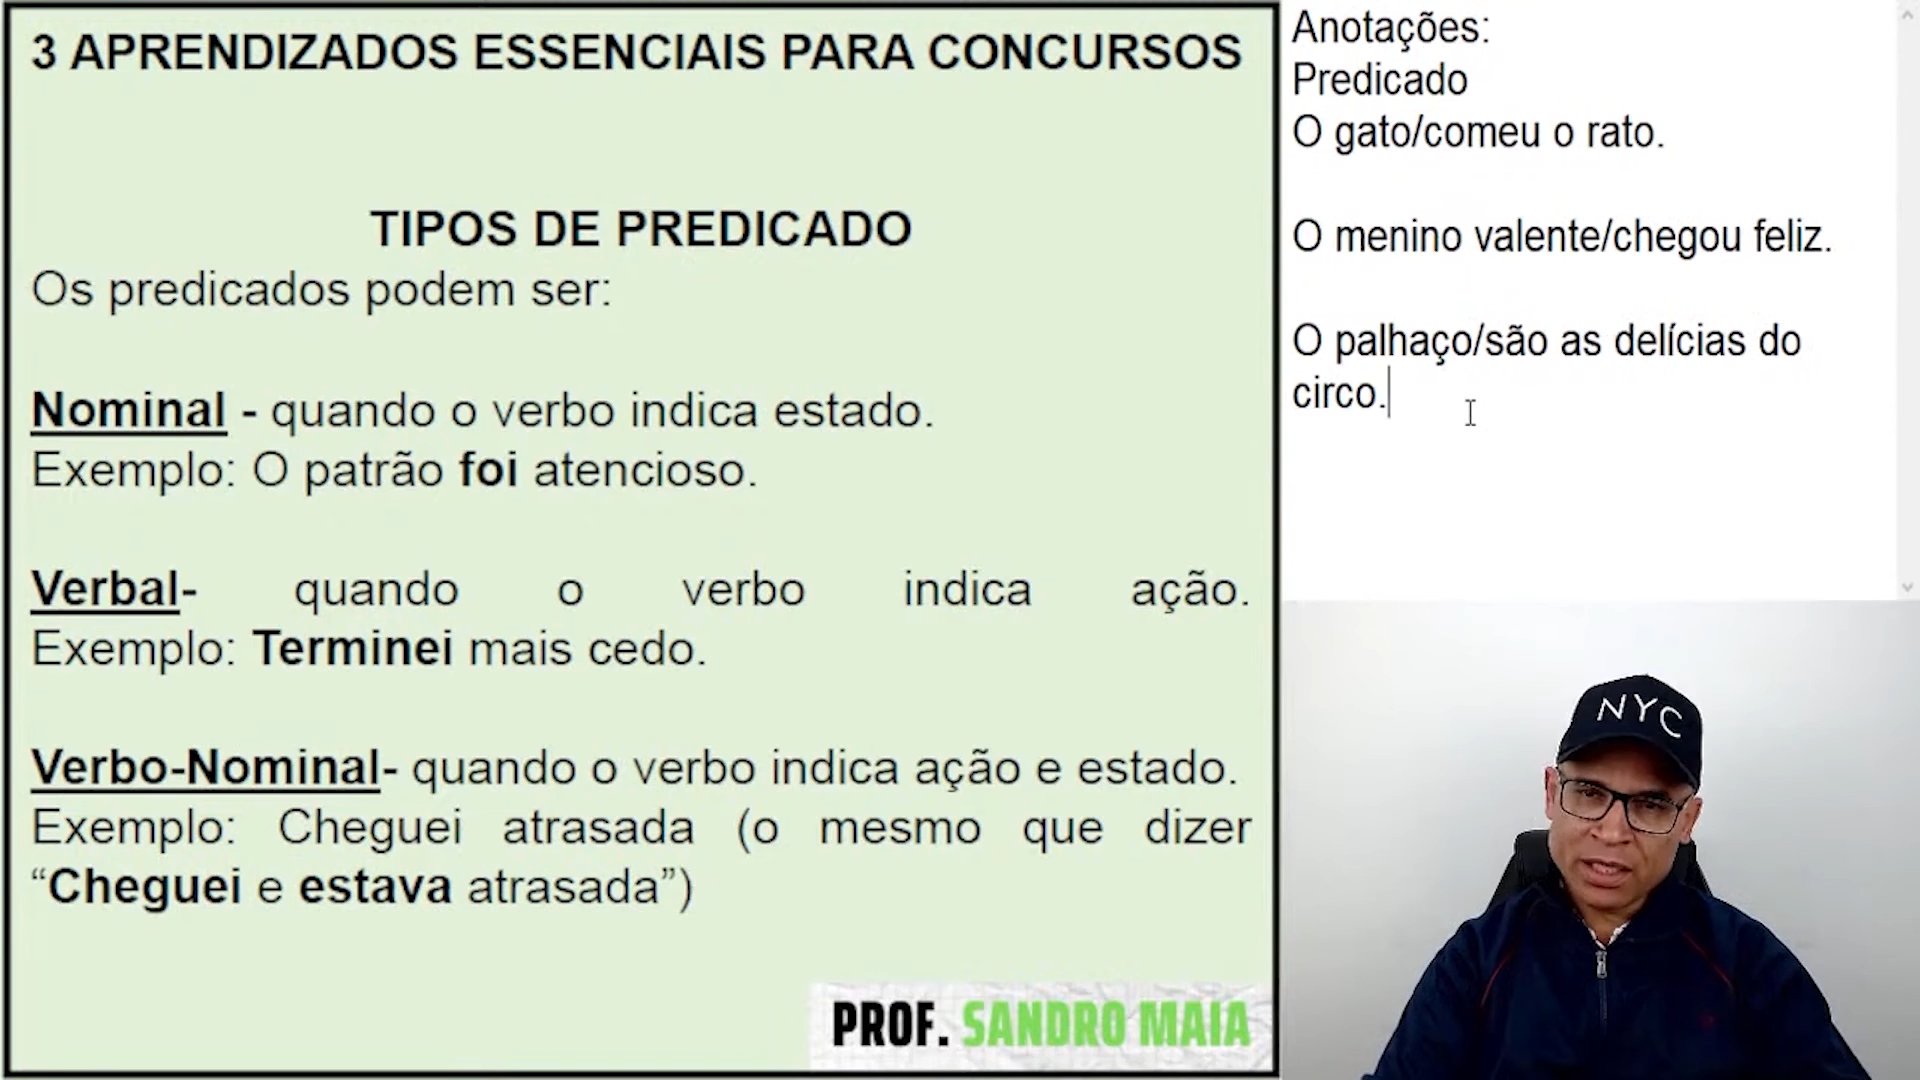 3 APRENDIZADOS ESSENCIAIS PARA CONCURSOS
TIPOS DE PREDICADO
Os predicados podem ser:
Nominal - quando o verbo indica estado.
Exemplo: O patrão foi atencioso.
Verbal- quando o verbo indica ação.
Exemplo: Terminei mais cedo.
Verbo-Nominal- quando o verbo indica ação e estado.
Exemplo: Cheguei atrasada (o mesmo que dizer
“Cheguei e estava atrasada”)
PROF. SANDRO MAIA
Anotações:
Predicado
O gato/comeu o rato.
O menino valente/chegou feliz.
O palhaço/são as delícias do
circo.
NYC